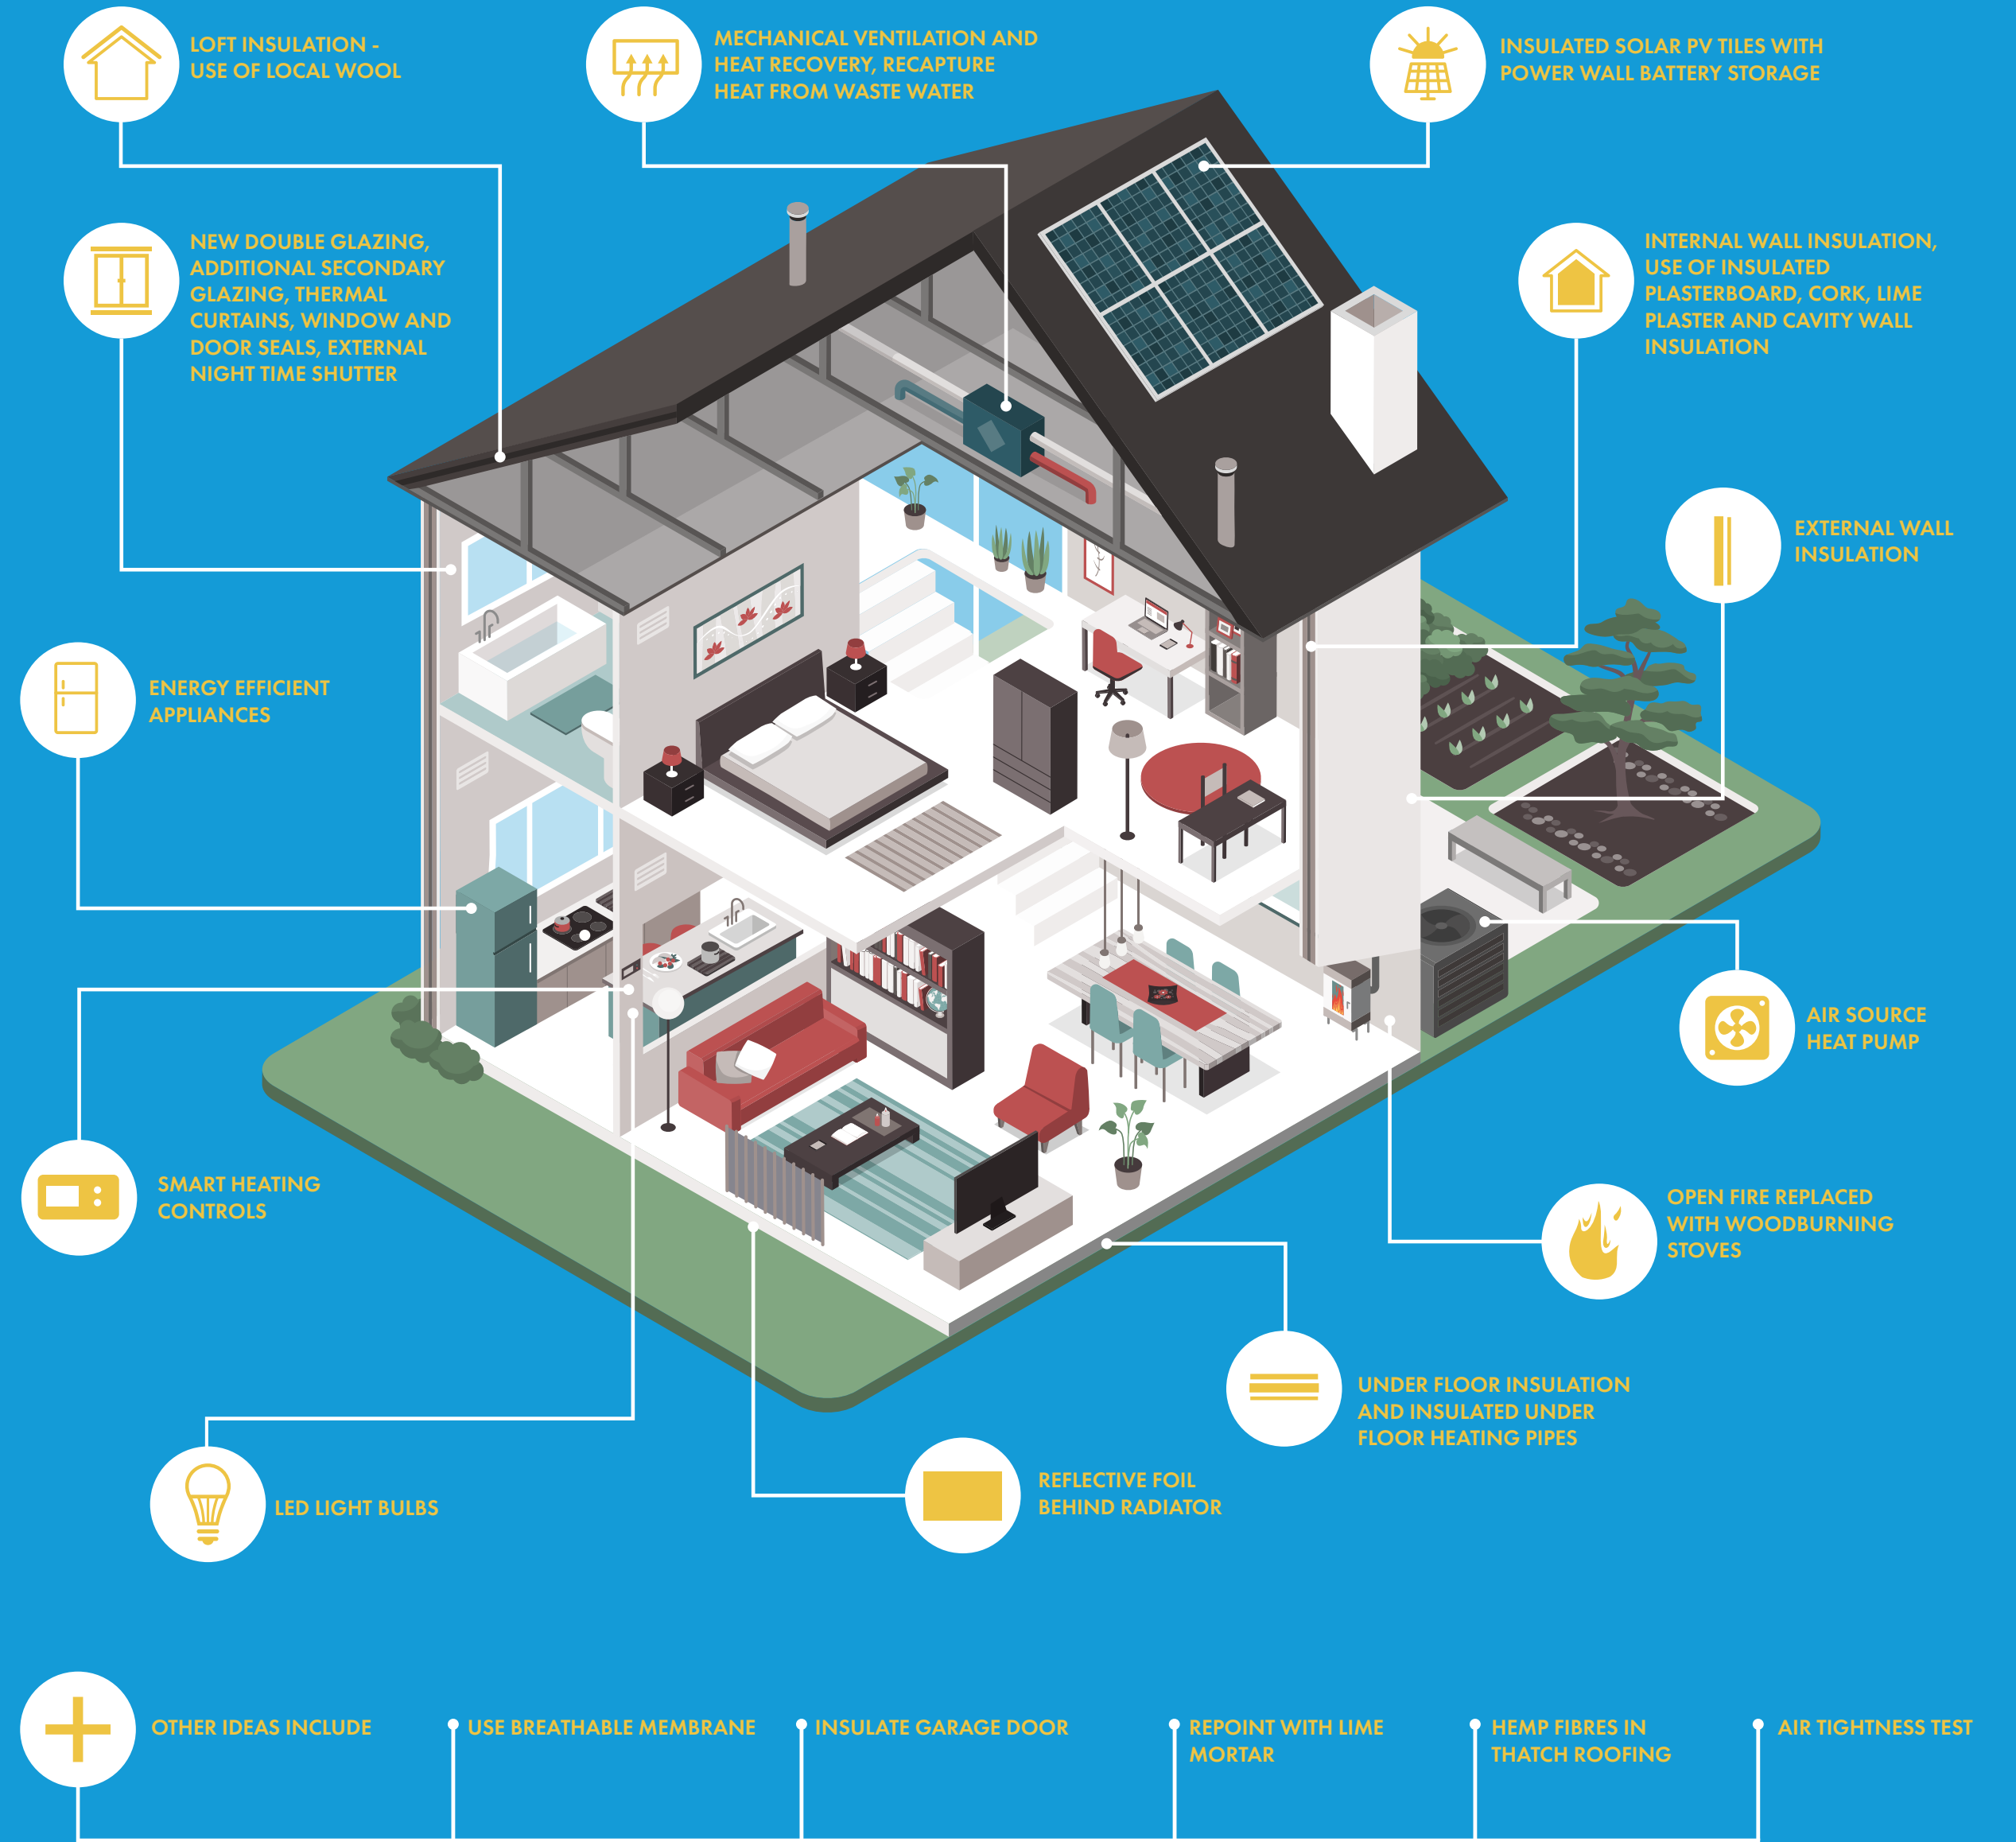 LOFT INSULATION -
USE OF LOCAL WOOL
MECHANICAL VENTILATION AND
HEAT RECOVERY, RECAPTURE
HEAT FROM WASTE WATER
INSULATED SOLAR PV TILES WITH
POWER WALL BATTERY STORAGE
NEW DOUBLE GLAZING,
ADDITIONAL SECONDARY
GLAZING, THERMAL
CURTAINS, WINDOW AND
DOOR SEALS, EXTERNAL
NIGHT TIME SHUTTER
INTERNAL WALL INSULATION,
USE OF INSULATED
PLASTERBOARD, CORK, LIME
PLASTER AND CAVITY WALL
INSULATION
EXTERNAL WALL
INSULATION
ENERGY EFFICIENT
APPLIANCES
AIR SOURCE
HEAT PUMP
SMART HEATING
CONTROLS
OPEN FIRE REPLACED
WITH WOODBURNING
STOVES
UNDER FLOOR INSULATION
AND INSULATED UNDER
FLOOR HEATING PIPES
REFLECTIVE FOIL
BEHIND RADIATOR
LED LIGHT BULBS
OTHER IDEAS INCLUDE
USE BREATHABLE MEMBRANE
INSULATE GARAGE DOOR
REPOINT WITH LIME
MORTAR
HEMP FIBRES IN
THATCH ROOFING
AIR TIGHTNESS TEST